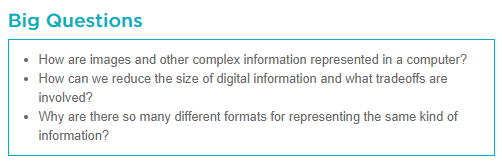 Big Questions
• How are images and other complex information represented in a computer?
• How can we reduce the size of digital information and what tradeoffs are
involved?
• Why are there so many different formats for representing the same kind of
information?